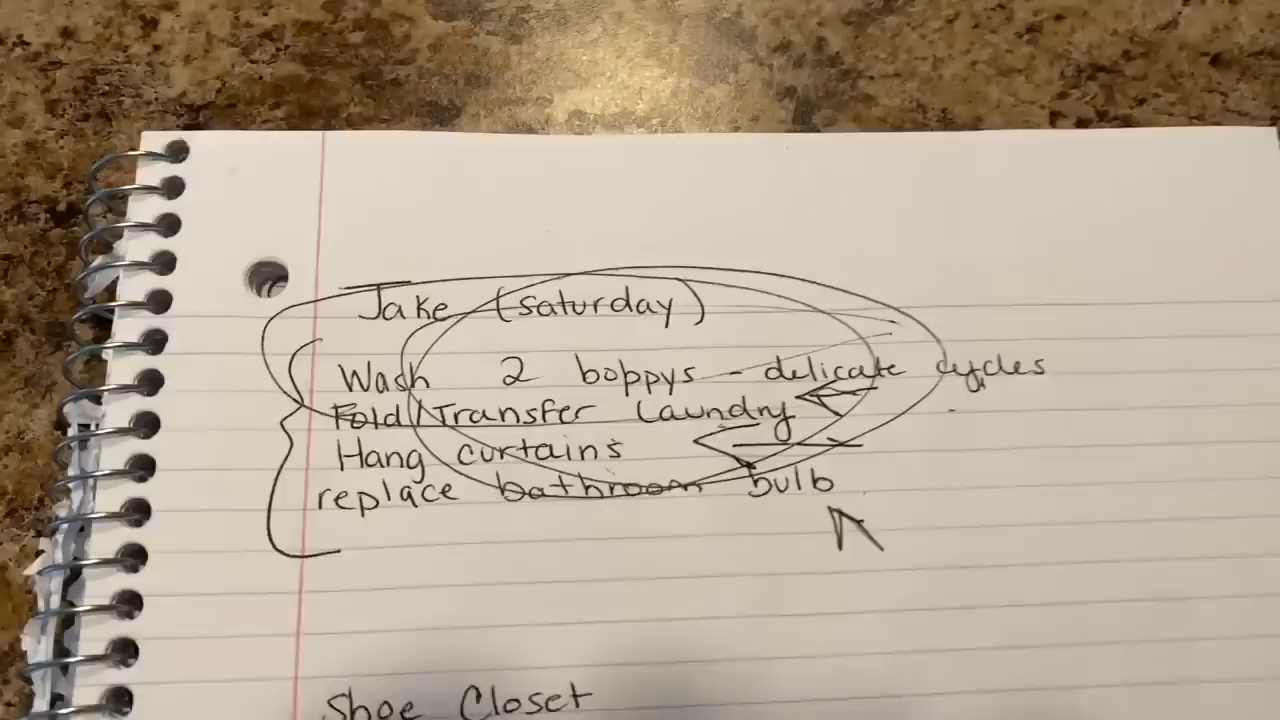 Jake (saturday)
Wash 2 boppys - delicate cycles
Fold/Transfer laundry
Hang curtains
replace bathroom bulb
Shoe Closet